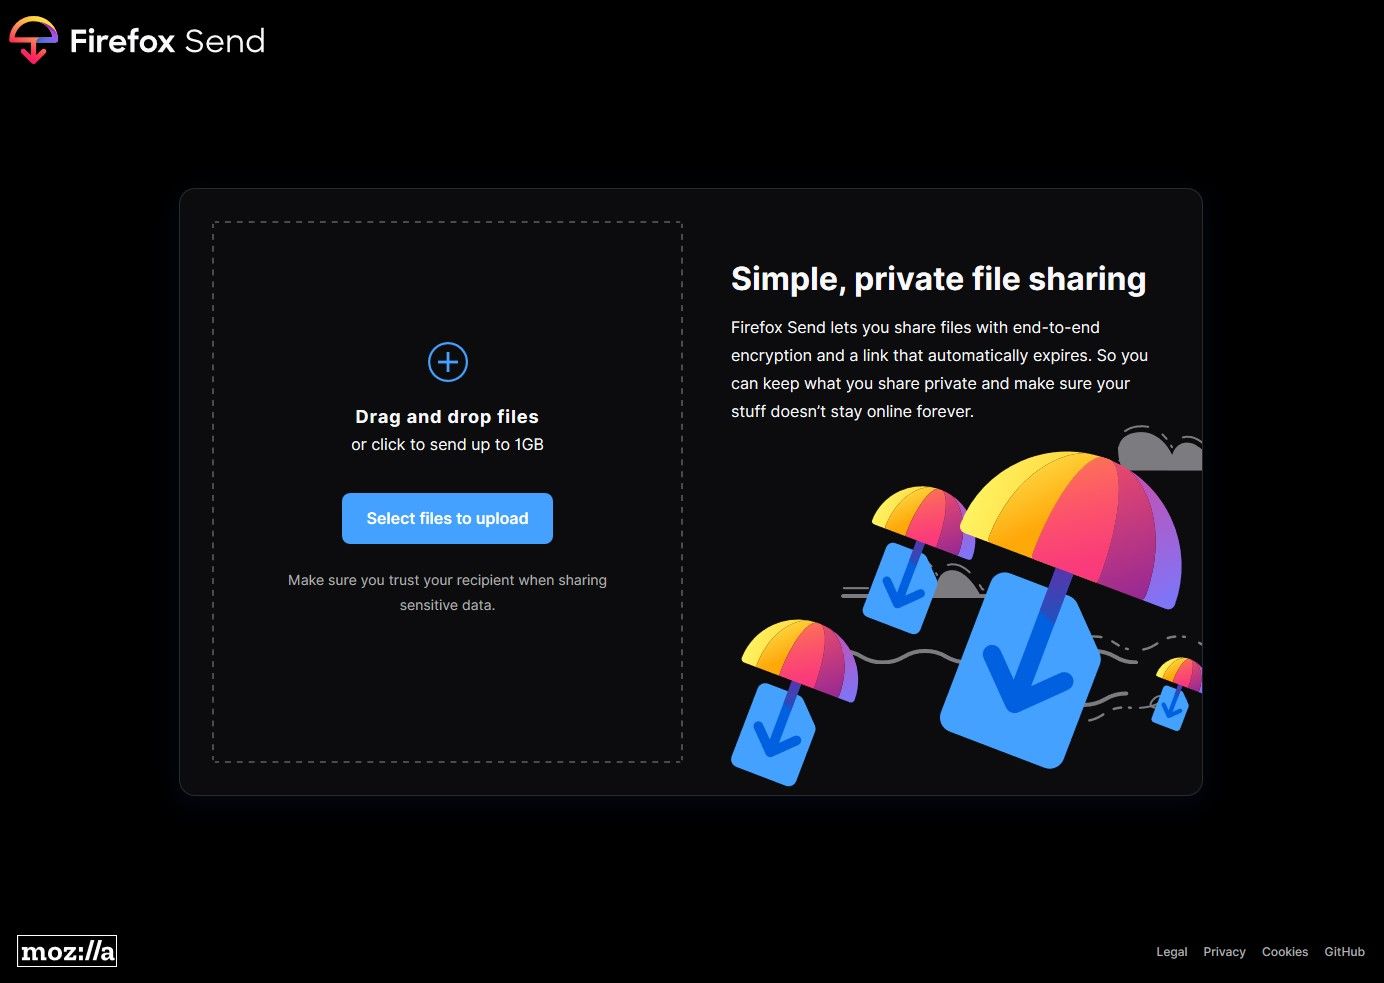 Firefox Send
Drag and drop files
or click to send up to 1GB
Select files to upload
Make sure you trust your recipient when sharing
sensitive data.
Simple, private file sharing
Firefox Send lets you share files with end-to-end
encryption and a link that automatically expires. So you
can keep what you share private and make sure your
stuff doesn’t stay online forever.
moz://a
Legal Privacy Cookies GitHub